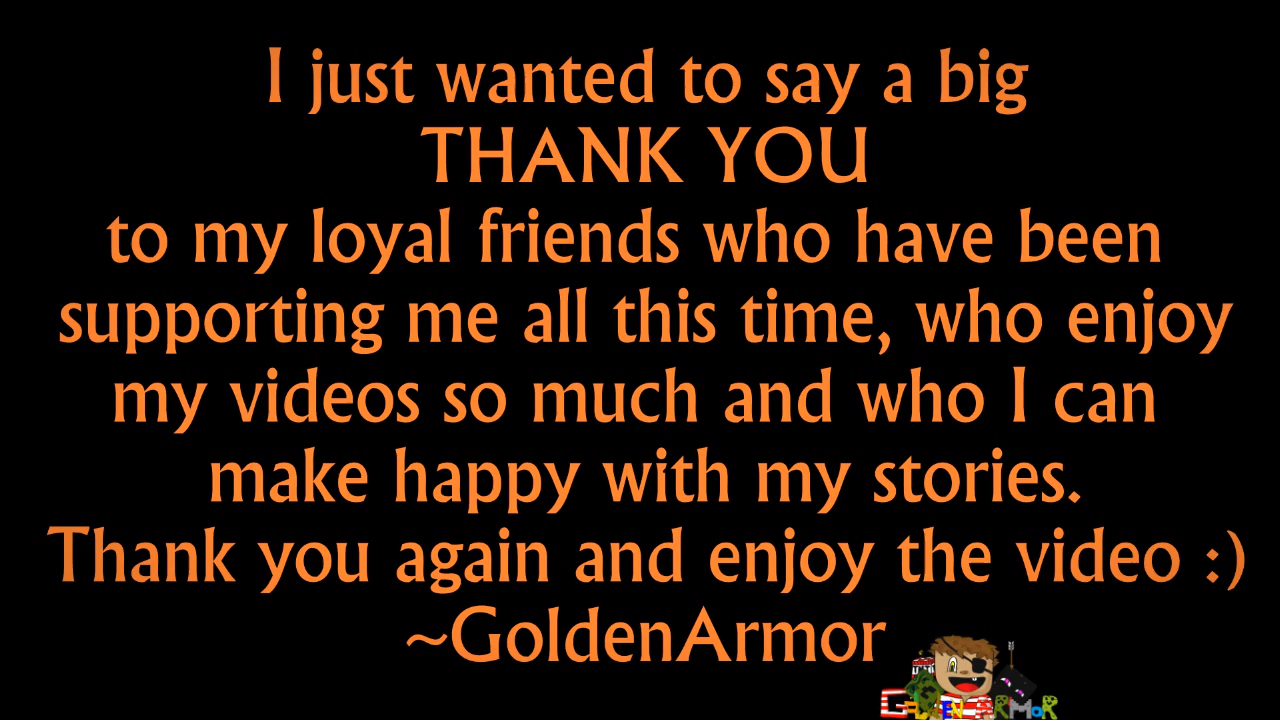 I just wanted to say a big
THANK YOU
to my loyal friends who have been
supporting me all this time, who enjoy
my videos so much and who I can
make happy with my stories.
Thank you again and enjoy the video :)
~GoldenArmor
GOLDEN ARMOR